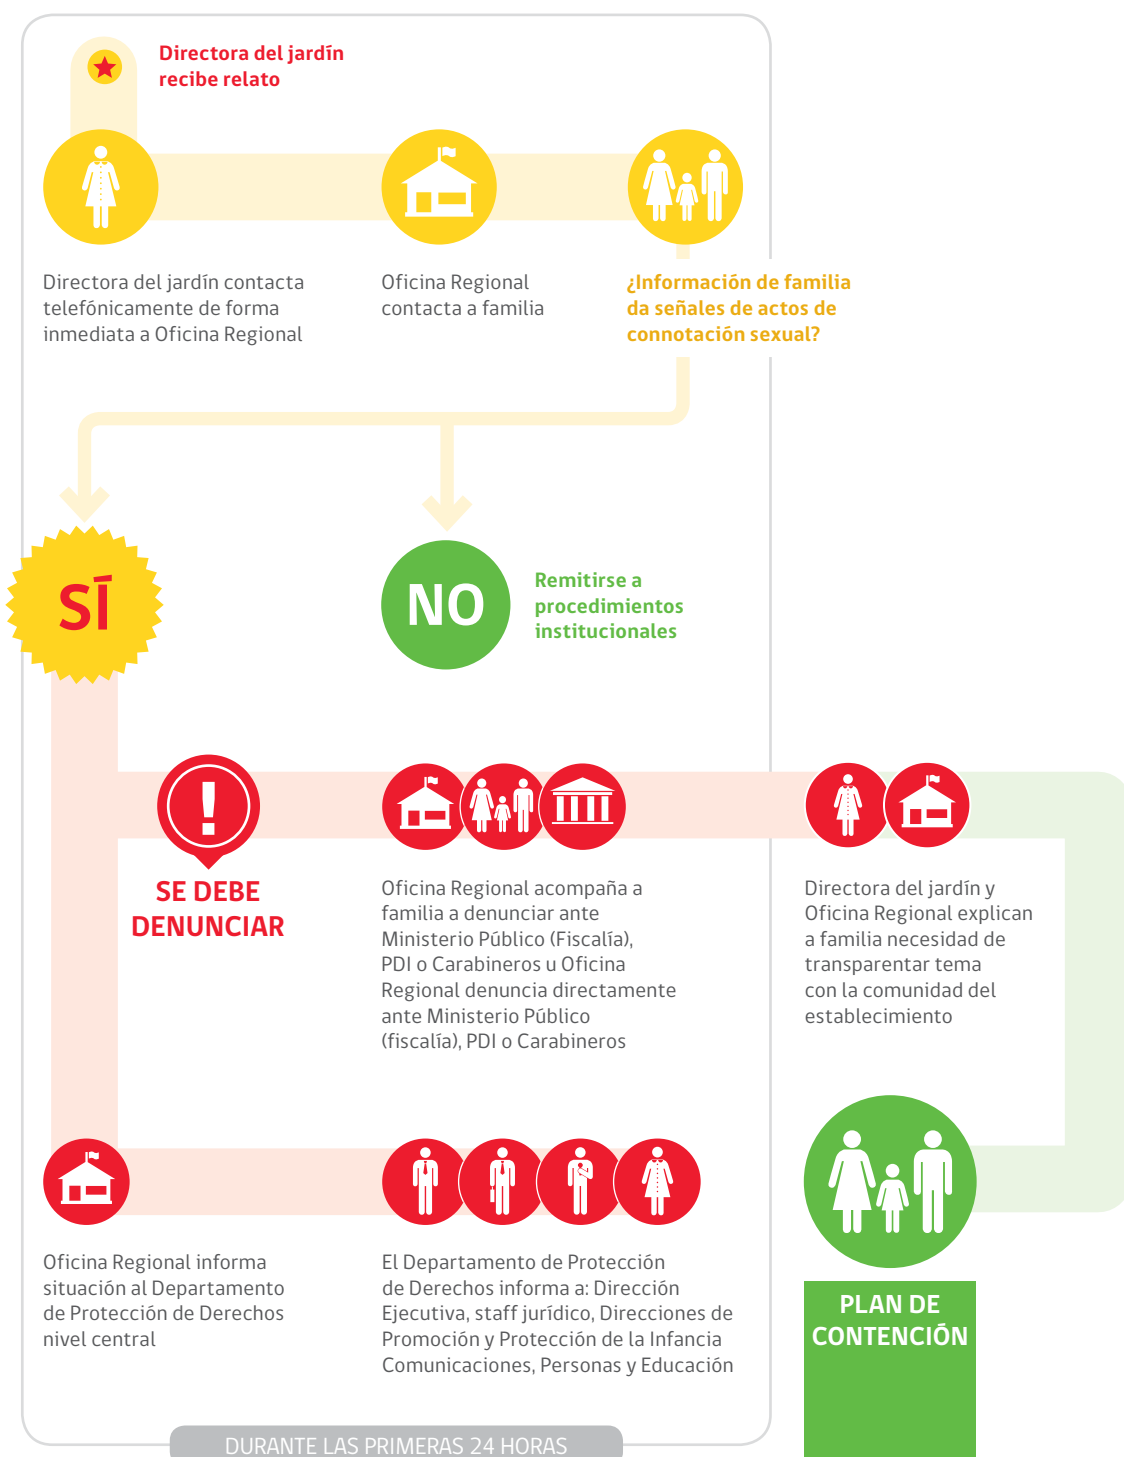 Directora del jardín
recibe relato
Directora del jardín contacta
telefónicamente de forma
inmediata a Oficina Regional
Oficina Regional
contacta a familia
¿Información de familia
da señales de actos de
connotación sexual?
SÍ
NO
Remitirse a
procedimientos
institucionales
!
SE DEBE
DENUNCIAR
Oficina Regional acompaña a
familia a denunciar ante
Ministerio Público (Fiscalía),
PDI o Carabineros u Oficina
Regional denuncia directamente
ante Ministerio Público
(fiscalía), PDI o Carabineros
Directora del jardín y
Oficina Regional explican
a familia necesidad de
transparentar tema
con la comunidad del
establecimiento
Oficina Regional informa
situación al Departamento
de Protección de Derechos
nivel central
El Departamento de Protección
de Derechos informa a: Dirección
Ejecutiva, staff jurídico, Direcciones de
Promoción y Protección de la Infancia
Comunicaciones, Personas y Educación
PLAN DE
CONTENCIÓN
DURANTE LAS PRIMERAS 24 HORAS